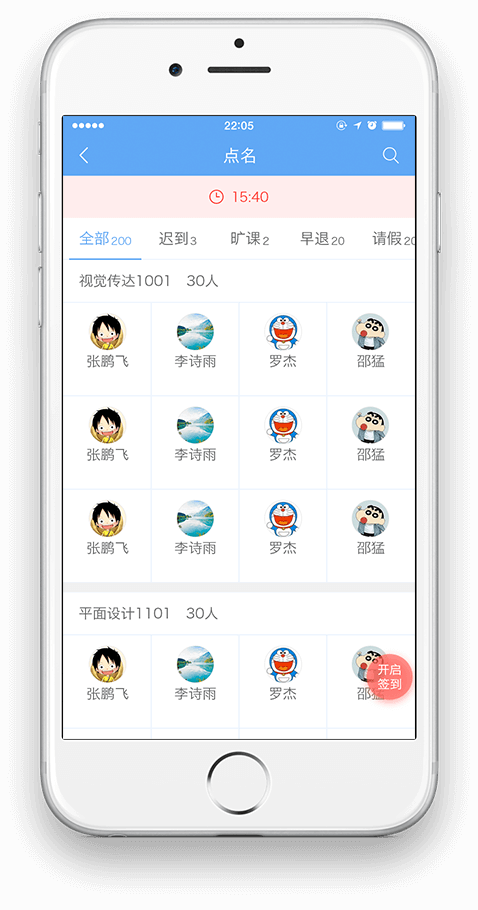 22:05
点名
15:40
全部200 迟到3 旷课2 早退20 请假20
视觉传达1001 30人
张鹏飞 李诗雨 罗杰 邵猛
张鹏飞 李诗雨 罗杰 邵猛
张鹏飞 李诗雨 罗杰 邵猛
平面设计1101 30人
张鹏飞 李诗雨 罗杰 邵猛
开启
签到